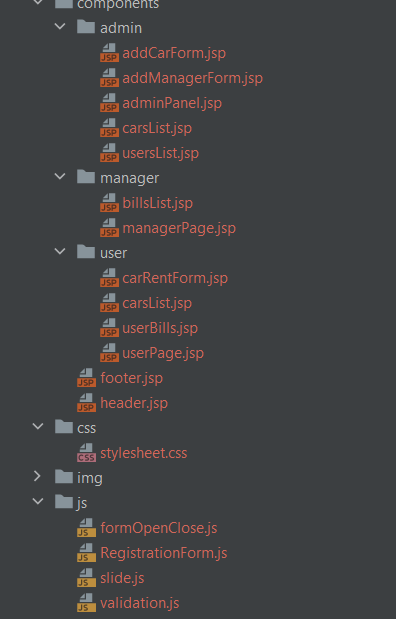 components
admin
addCarForm.jsp
addManagerForm.jsp
adminPanel.jsp
carsList.jsp
usersList.jsp
manager
billsList.jsp
managerPage.jsp
user
carRentForm.jsp
carsList.jsp
userBills.jsp
userPage.jsp
footer.jsp
header.jsp
css
stylesheet.css
img
js
formOpenClose.js
RegistrationForm.js
slide.js
validation.js